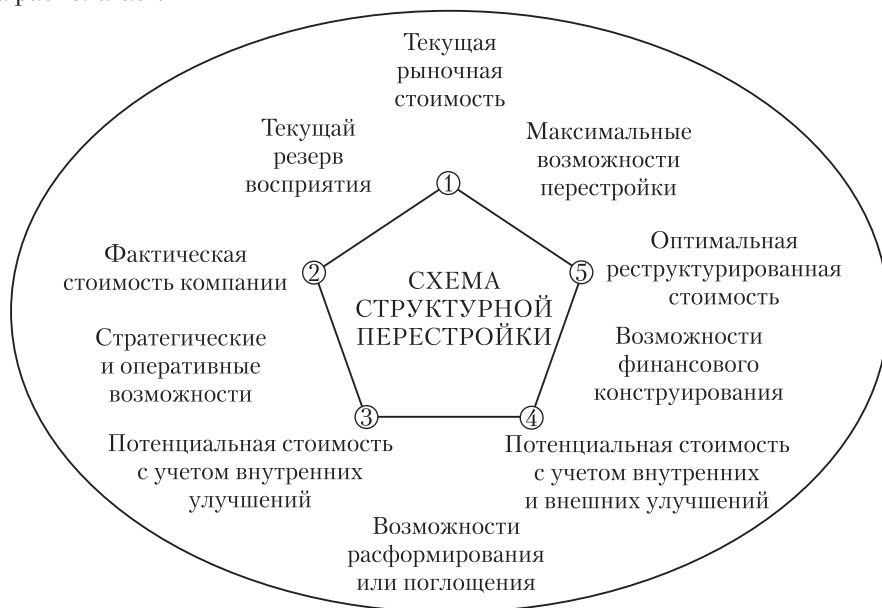 Текущая
рыночная
стоимость
Текущай
резерв
восприятия
Максимальные
возможности
перестройки
1
Фактическая
стоимость компании
2
СХЕМА
СТРУКТУРНОЙ
ПЕРЕСТРОЙКИ
5
Оптимальная
реструктурированная
стоимость
Стратегические
и оперативные
возможности
Возможности
финансового
конструирования
3
4
Потенциальная стоимость
с учетом внутренних
улучшений
Потенциальная стоимость
с учетом внутренних
и внешних улучшений
Возможности
расформирования
или поглощения